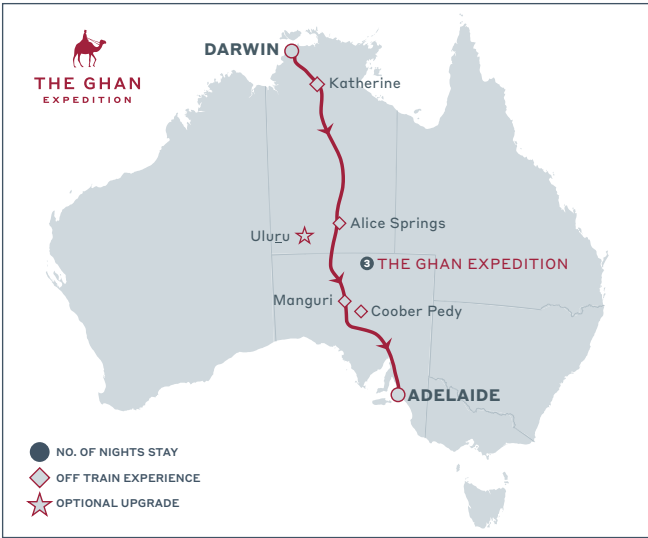 THE GHAN
EXPEDITION
DARWIN
Katherine
Alice Springs
Uluṟu
3 THE GHAN EXPEDITION
Manguri
Coober Pedy
ADELAIDE
NO. OF NIGHTS STAY
OFF TRAIN EXPERIENCE
OPTIONAL UPGRADE